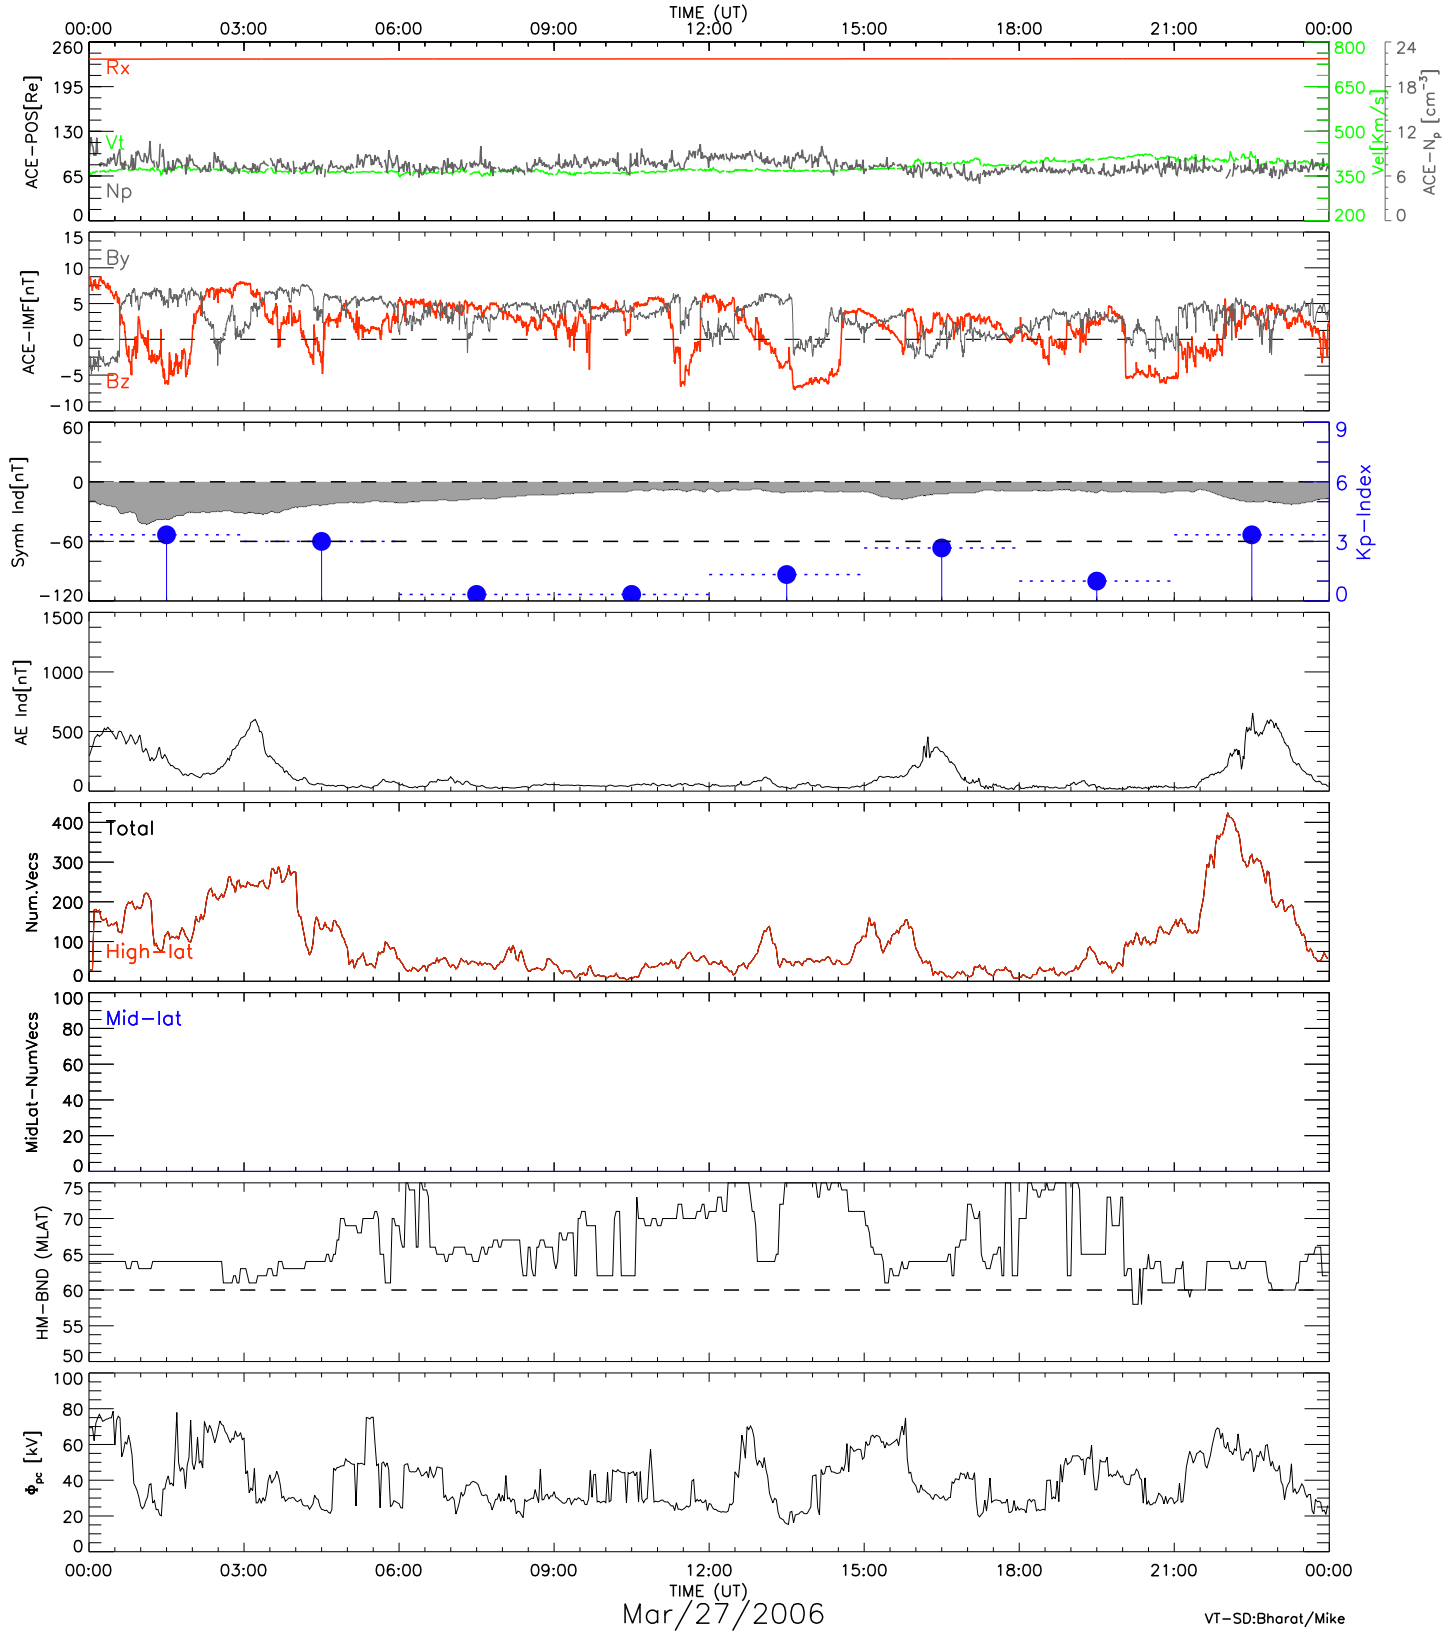 TIME (UT)
00:00 03:00 06:00 09:00 12:00 15:00 18:00 21:00 00:00
260 195 130 65 0
ACE-POS[Re]
Rx
Vt
Np
800 650 500 350 200
Vel[Km/s]
24 18 12 6 0
ACE-Np [cm-3]
15 10 5 0 -5 -10
ACE-IMF[nT]
By
Bz
60 0 -60 -120
Symh Ind[nT]
9 6 3 0
Kp-Index
1500 1000 500 0
AE Ind[nT]
400 300 200 100 0
Num.Vecs
Total
High-lat
100 80 60 40 20 0
MidLat-NumVecs
Mid-lat
75 70 65 60 55 50
HM-BND (MLAT)
100 80 60 40 20 0
Φpc [kV]
00:00 03:00 06:00 09:00 12:00 15:00 18:00 21:00 00:00
TIME (UT)
Mar/27/2006
VT-SD:Bharat/Mike